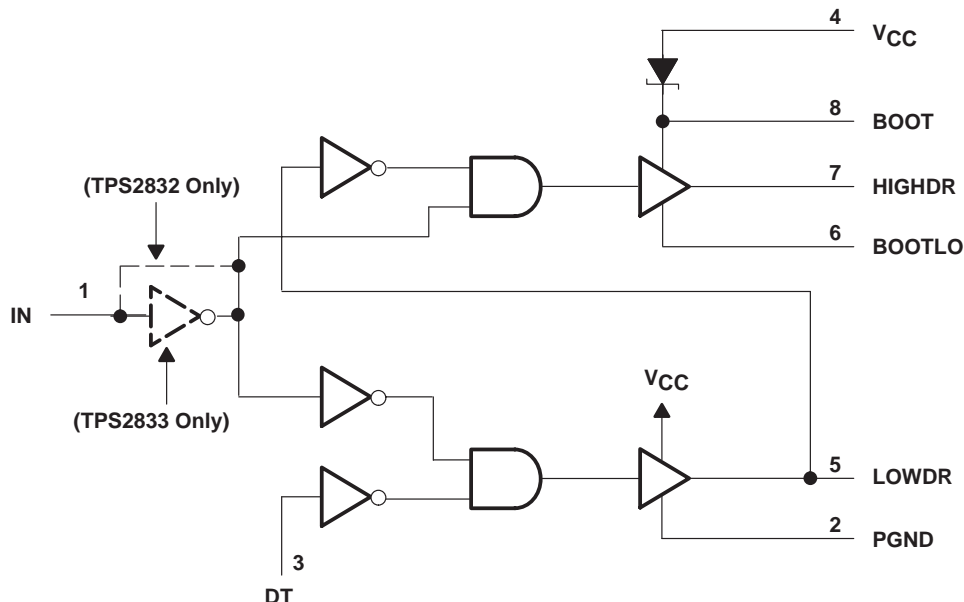 4
VCC
8
BOOT
(TPS2832 Only)
7
HIGHDR
6
BOOTLO
1
IN
VCC
(TPS2833 Only)
5
LOWDR
2
PGND
3
DT